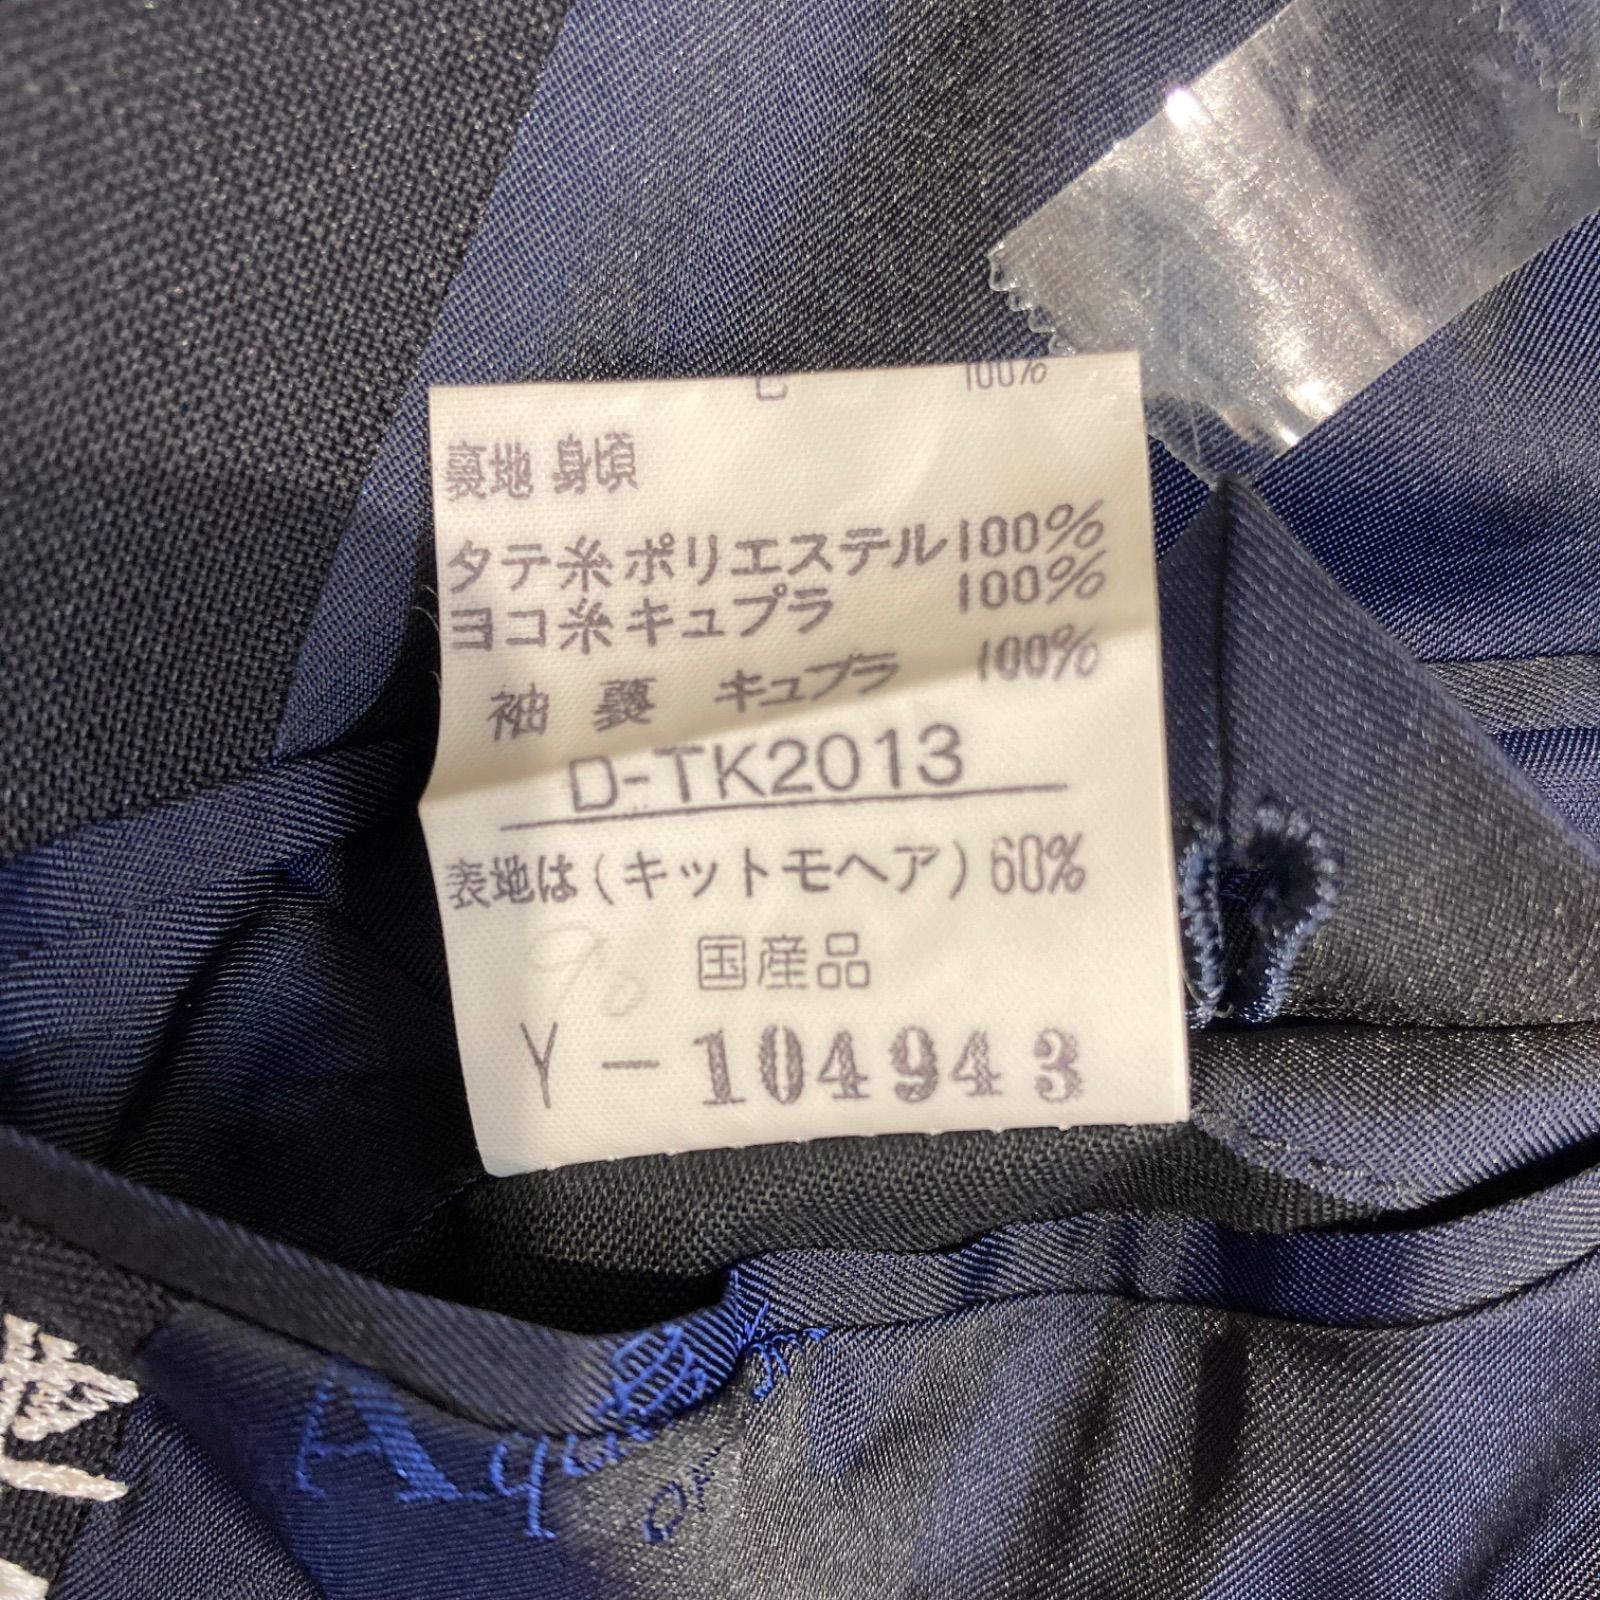 100%
裏地 身頃
タテ糸ポリエステル100%
ヨコ糸キュプラ 100%
袖 裏 キュプラ 100%
D-TK2013
表地は(キットモヘア)60%
国産品
Y-104943